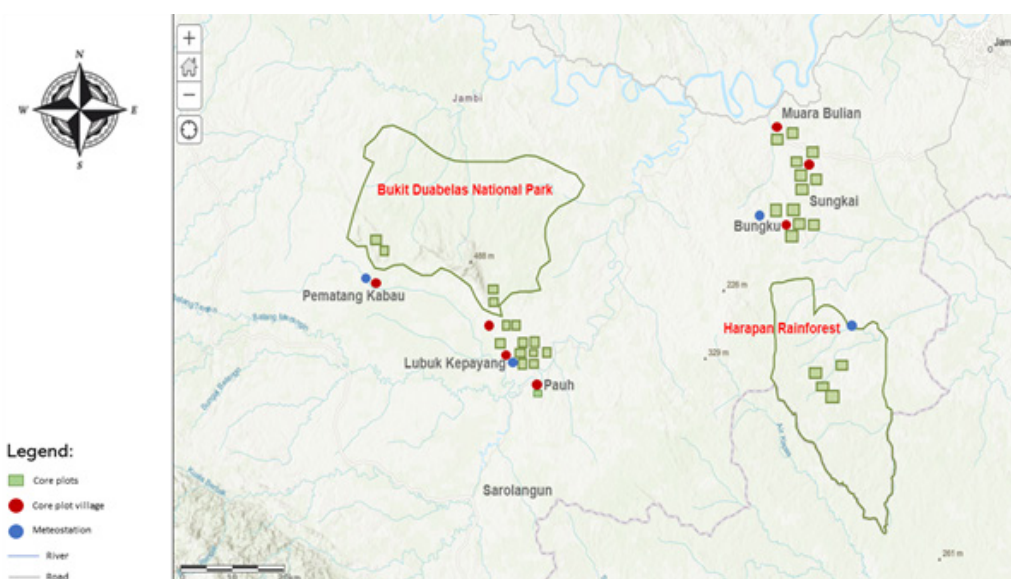 N
W
E
S
+
−
Jambi
Jam
Muara Bulian
Bukit Duabelas National Park
Sungkai
Bungku
488 m
Pematang Kabau
226 m
Harapan Rainforest
329 m
Lubuk Kepayang
Pauh
Sarolangun
261 m
Legend:
Core plots
Core plot village
Meteostation
River
Road